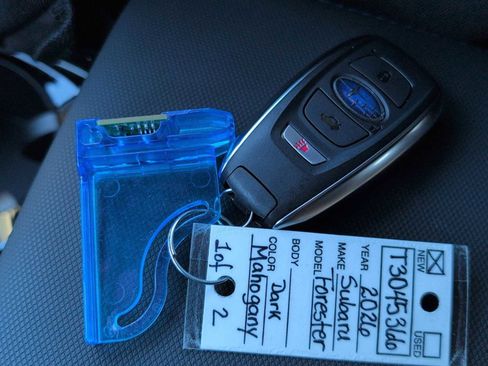 NEW USED
T3045366
YEAR 2026
MAKE Subaru
MODEL Forester
BODY
COLOR Dark
Mahogany
1 of 2